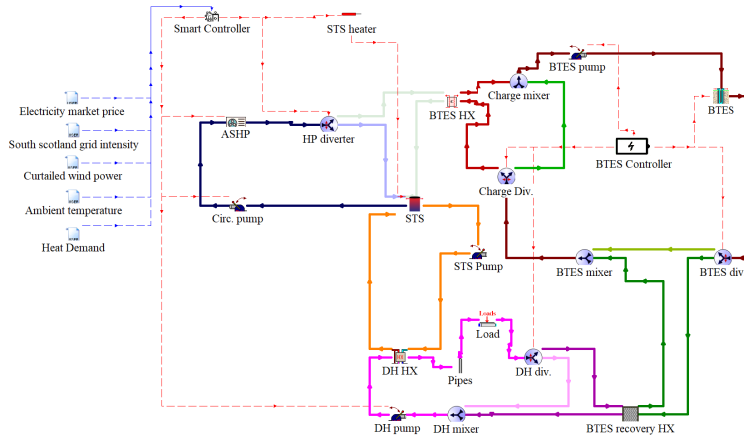 Smart Controller
STS heater
BTES pump
Electricity market price
South scotland grid intensity
Curtailed wind power
Ambient temperature
Heat Demand
ASHP
HP diverter
BTES HX
Charge mixer
BTES
BTES Controller
Charge Div.
Circ. pump
STS
STS Pump
BTES mixer
BTES div
Loads
Load
DH HX
Pipes
DH div.
DH pump
DH mixer
BTES recovery HX